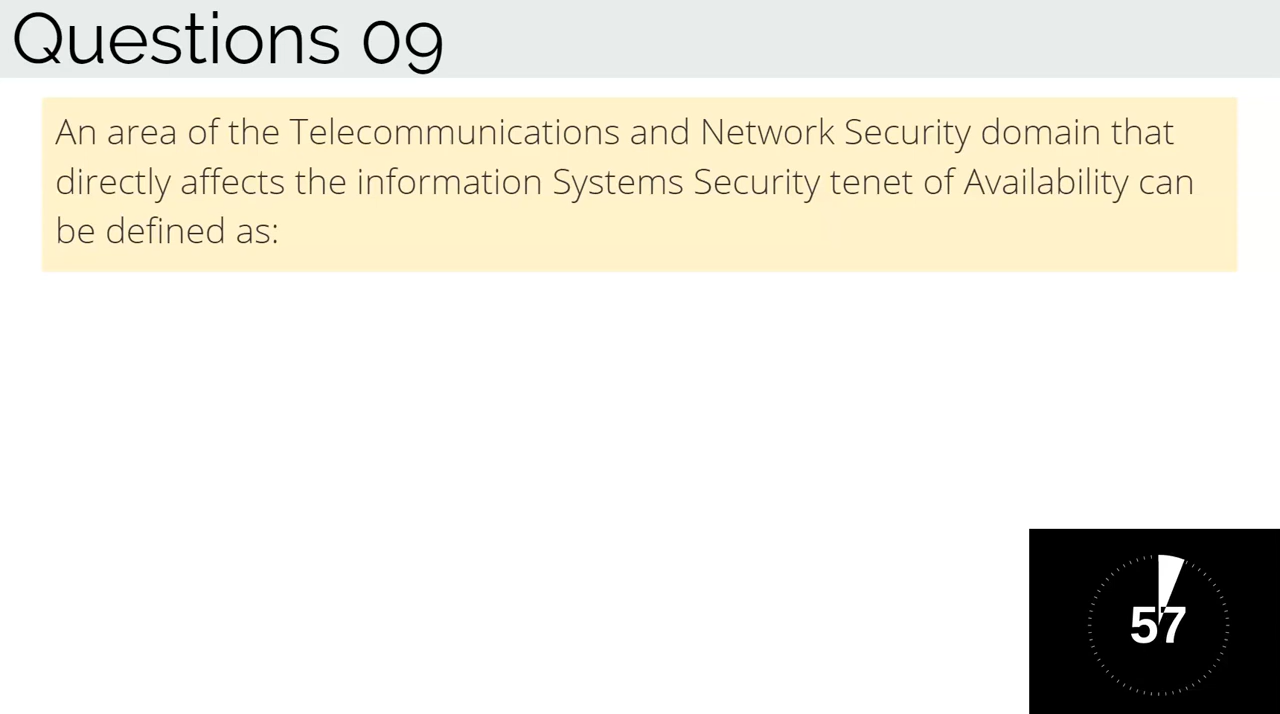 Questions 09
An area of the Telecommunications and Network Security domain that
directly affects the information Systems Security tenet of Availability can
be defined as:
57